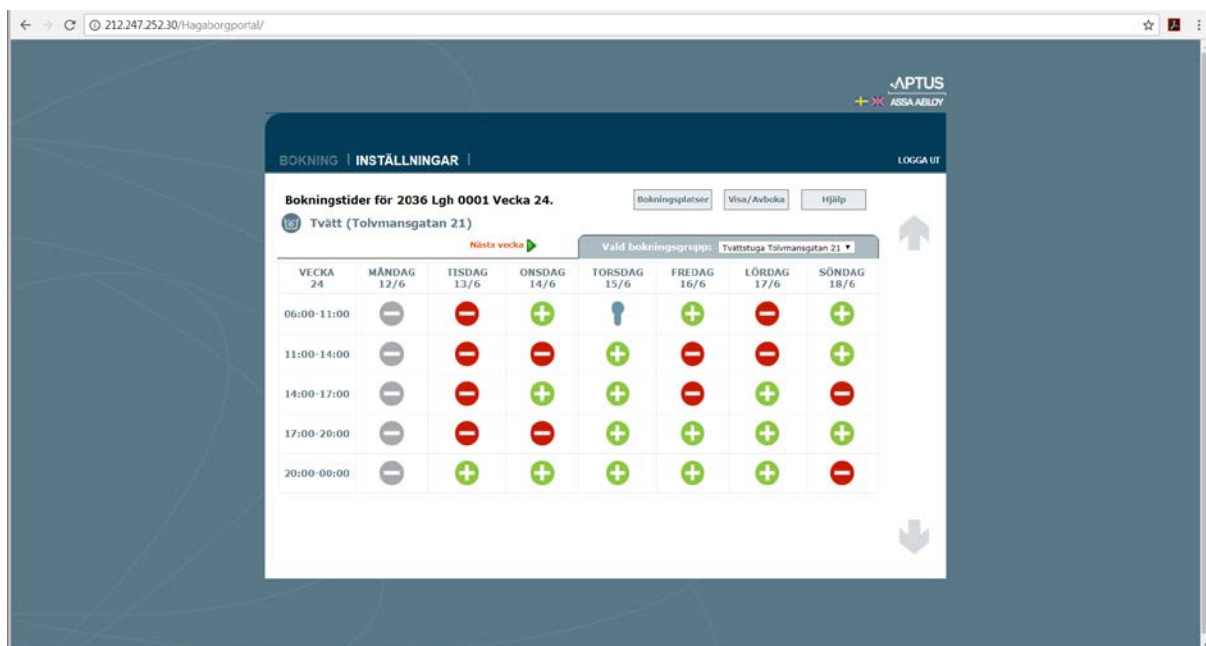 212.247.252.30/Hagaborgportal/
APTUS
ASSA ABLOY
BOKNING | INSTÄLLNINGAR |
LOGGA UT
Bokningstider för 2036 Lgh 0001 Vecka 24.
Bokningsplatser
Visa/Avboka
Hjälp
Tvätt (Tolvmansgatan 21)
Nästa vecka
Vald bokningsgrupp:
Tvättstuga Tolvmansgatan 21
VECKA MÅNDAG TISDAG ONSDAG TORSDAG FREDAG LÖRDAG SÖNDAG
24 12/6 13/6 14/6 15/6 16/6 17/6 18/6
06:00-11:00
11:00-14:00
14:00-17:00
17:00-20:00
20:00-00:00